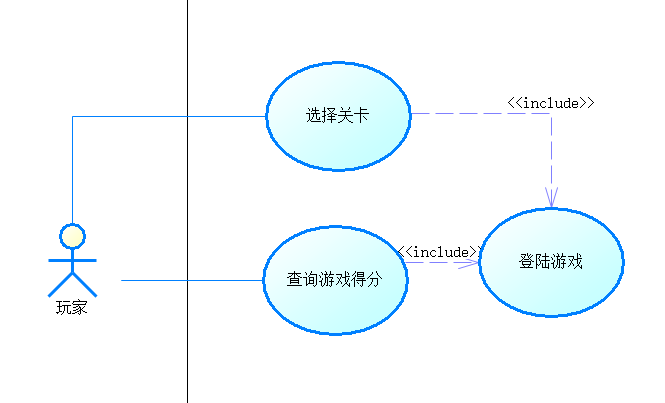 <<include>>
选择关卡
<<include>>
登陆游戏
查询游戏得分
玩家